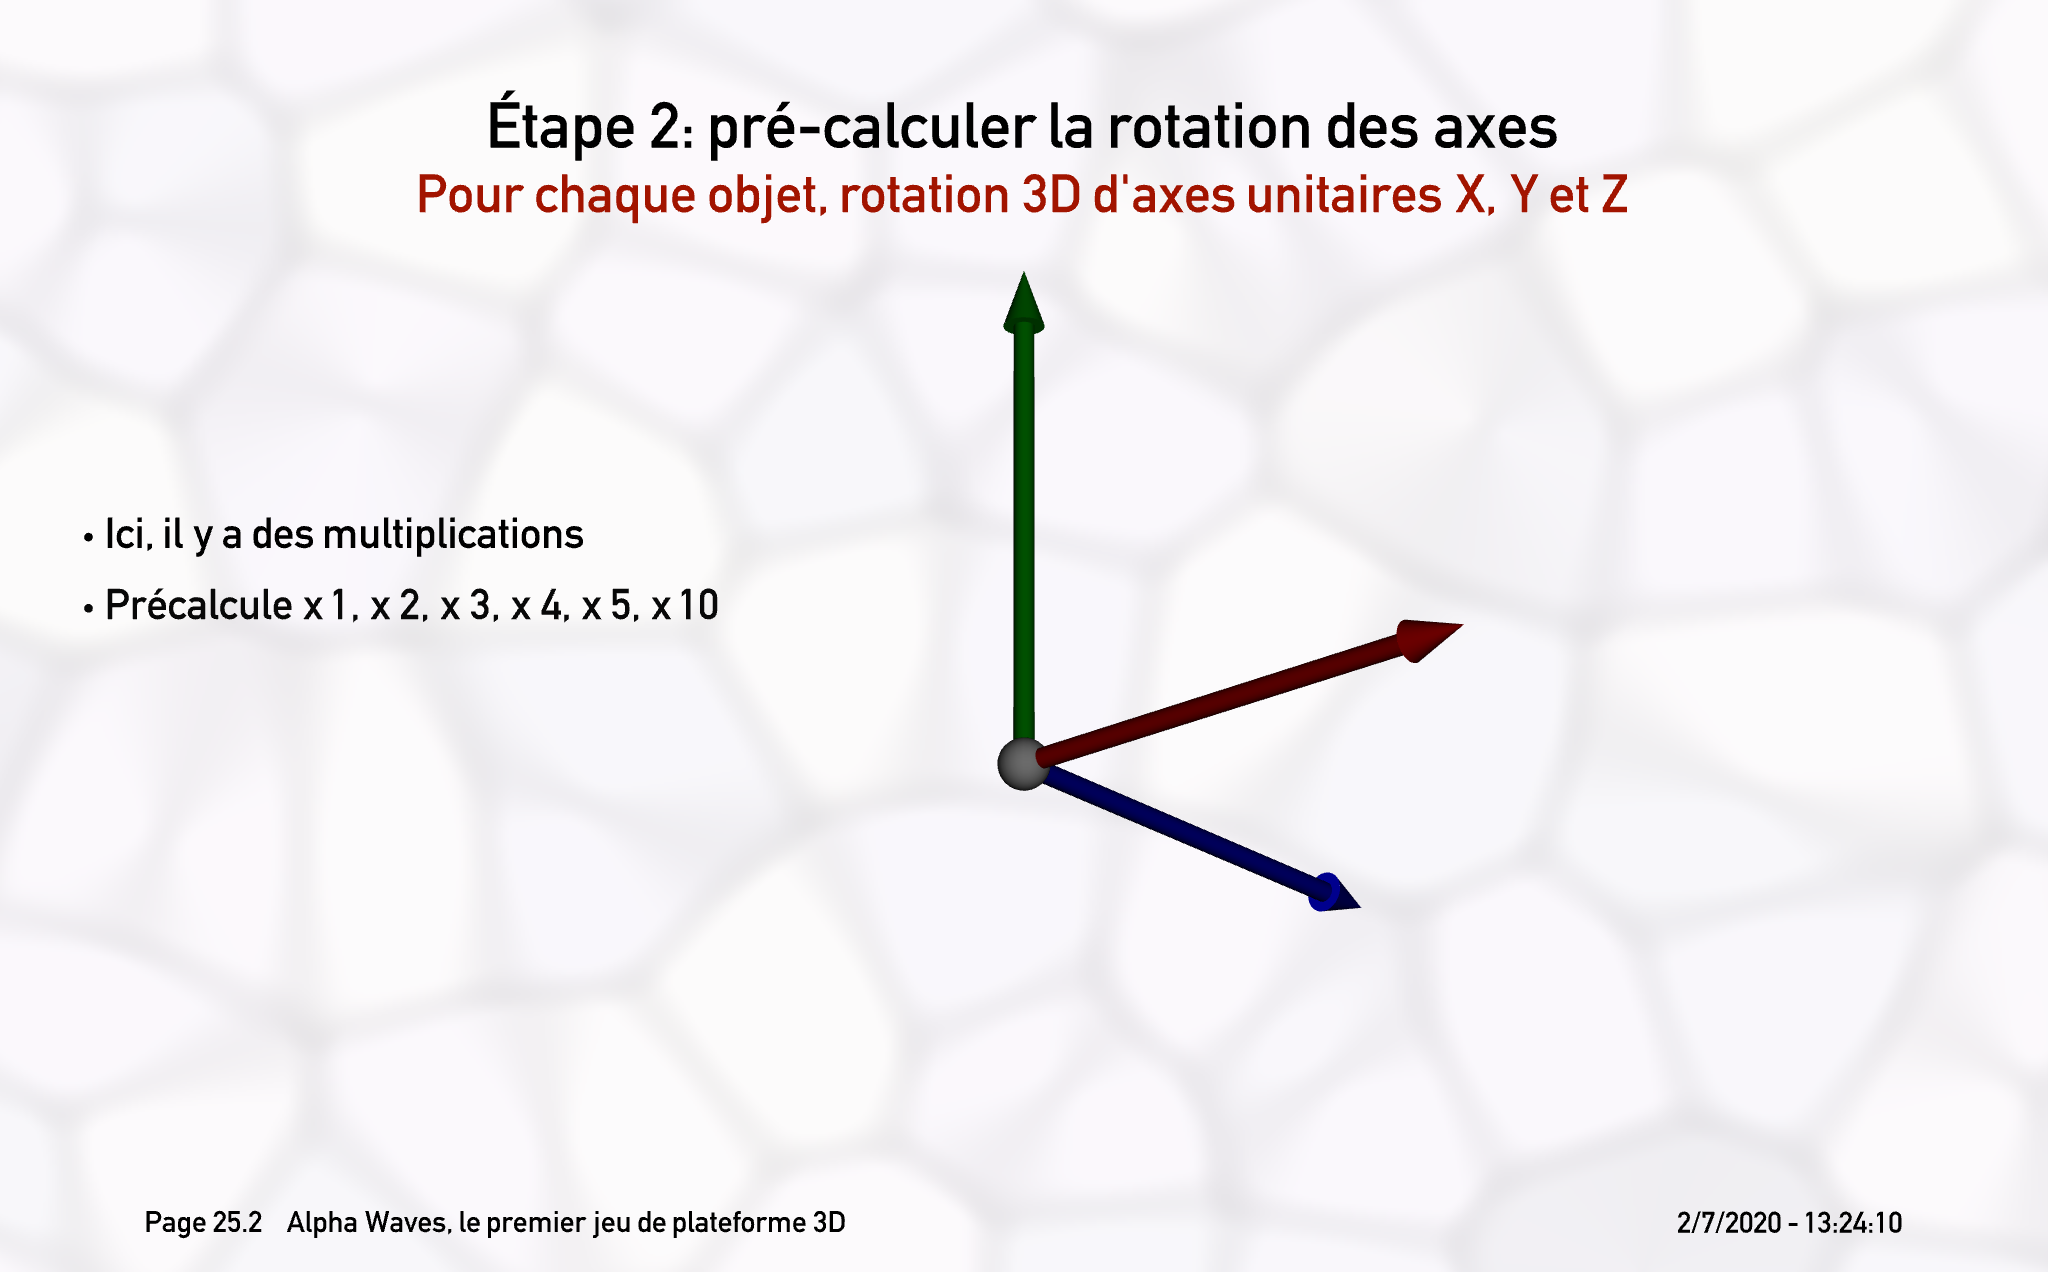 Étape 2: pré-calculer la rotation des axes
Pour chaque objet, rotation 3D d'axes unitaires X, Y et Z
• Ici, il y a des multiplications
• Précalcule x 1, x 2, x 3, x 4, x 5, x 10
Page 25.2 Alpha Waves, le premier jeu de plateforme 3D
2/7/2020 - 13:24:10